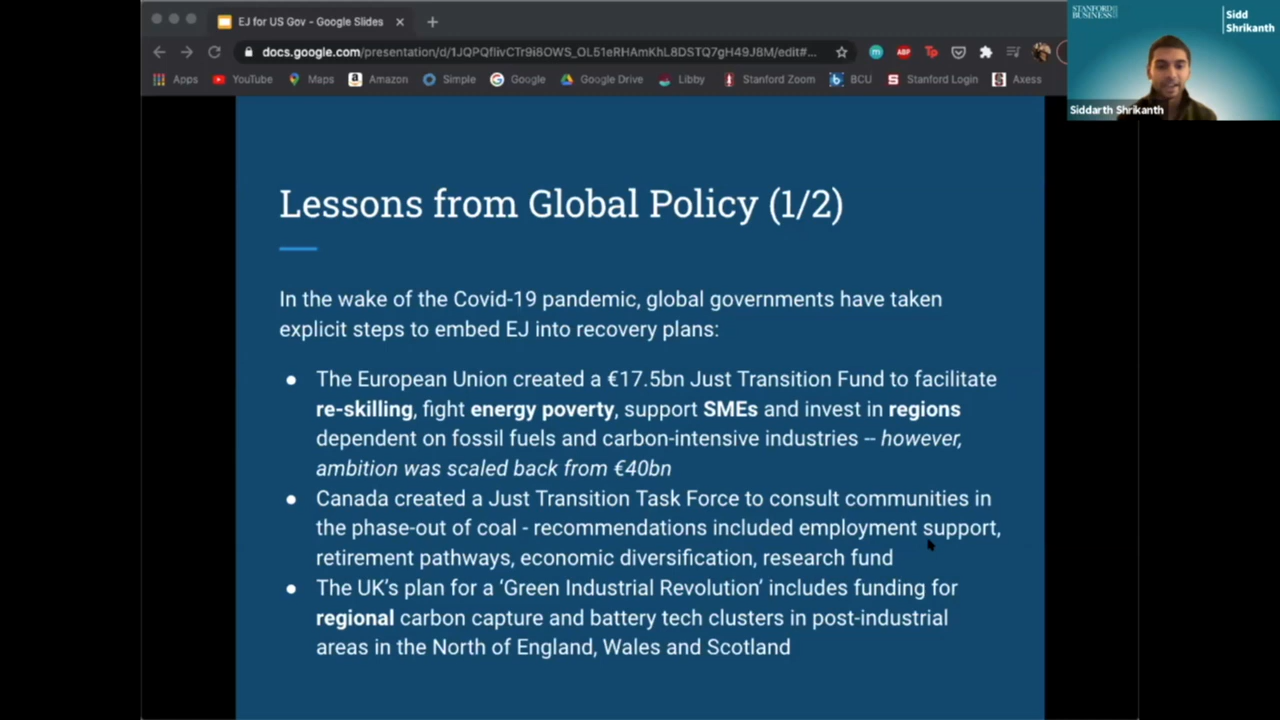 EJ for US Gov - Google Slides
STANFORD
BUSINESS
Sidd
Shrikanth
docs.google.com/presentation/d/1JQPQflivCTr9i8OWS_OL51eRHAmKhL8DSTQ7gH49J8M/edit#...
ABP
Tp
Apps YouTube Maps Amazon Simple Google Google Drive Libby Stanford Zoom BCU Stanford Login Axess
Siddarth Shrikanth
Lessons from Global Policy (1/2)
In the wake of the Covid-19 pandemic, global governments have taken
explicit steps to embed EJ into recovery plans:
● The European Union created a €17.5bn Just Transition Fund to facilitate
re-skilling, fight energy poverty, support SMEs and invest in regions
dependent on fossil fuels and carbon-intensive industries -- however,
ambition was scaled back from €40bn
● Canada created a Just Transition Task Force to consult communities in
the phase-out of coal - recommendations included employment support,
retirement pathways, economic diversification, research fund
● The UK's plan for a ‘Green Industrial Revolution’ includes funding for
regional carbon capture and battery tech clusters in post-industrial
areas in the North of England, Wales and Scotland